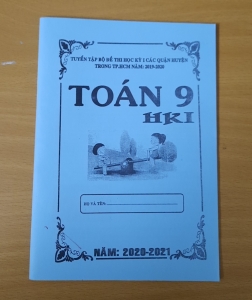 TUYỂN TẬP BỘ ĐỀ THI HỌC KỲ I CÁC QUẬN HUYỆN
TRONG TP.HCM NĂM: 2019-2020
TOÁN 9
HKI
HỌ VÀ TÊN:
NĂM: 2020-2021